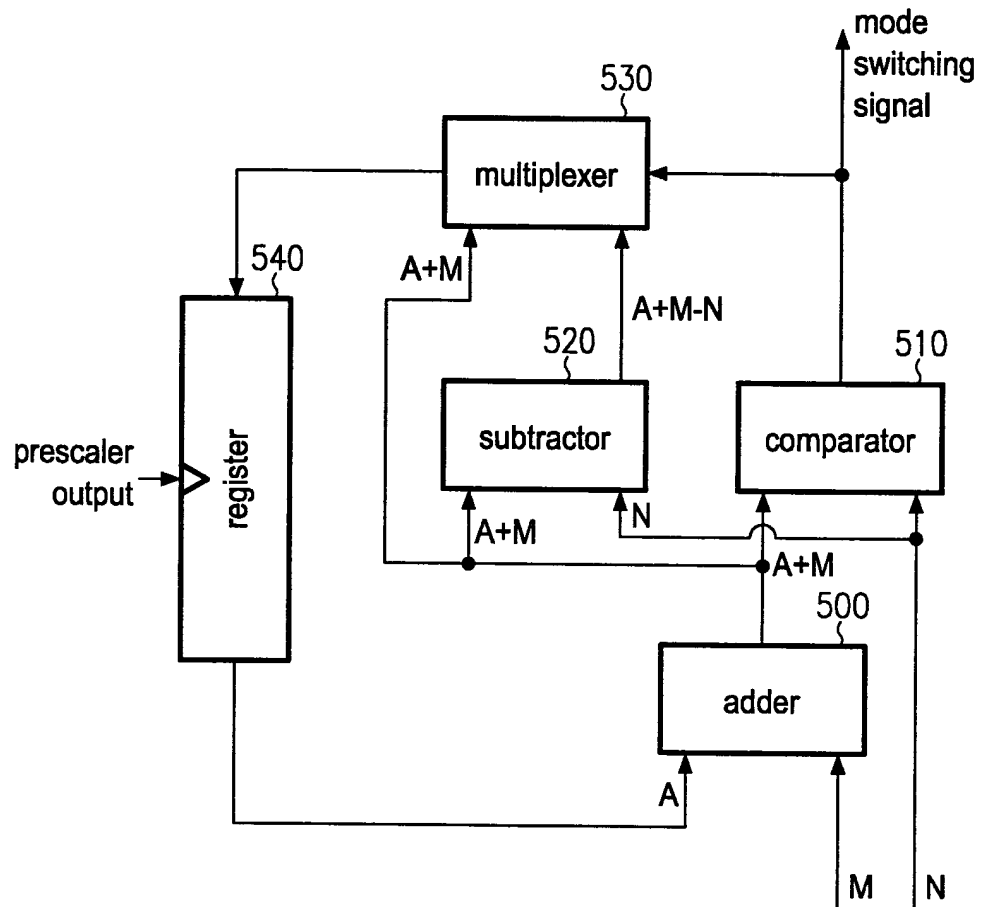 mode
switching
signal
530
multiplexer
A+M
540
A+M-N
520
510
subtractor
comparator
prescaler
output
register
N
A+M
A+M
500
adder
A
M
N